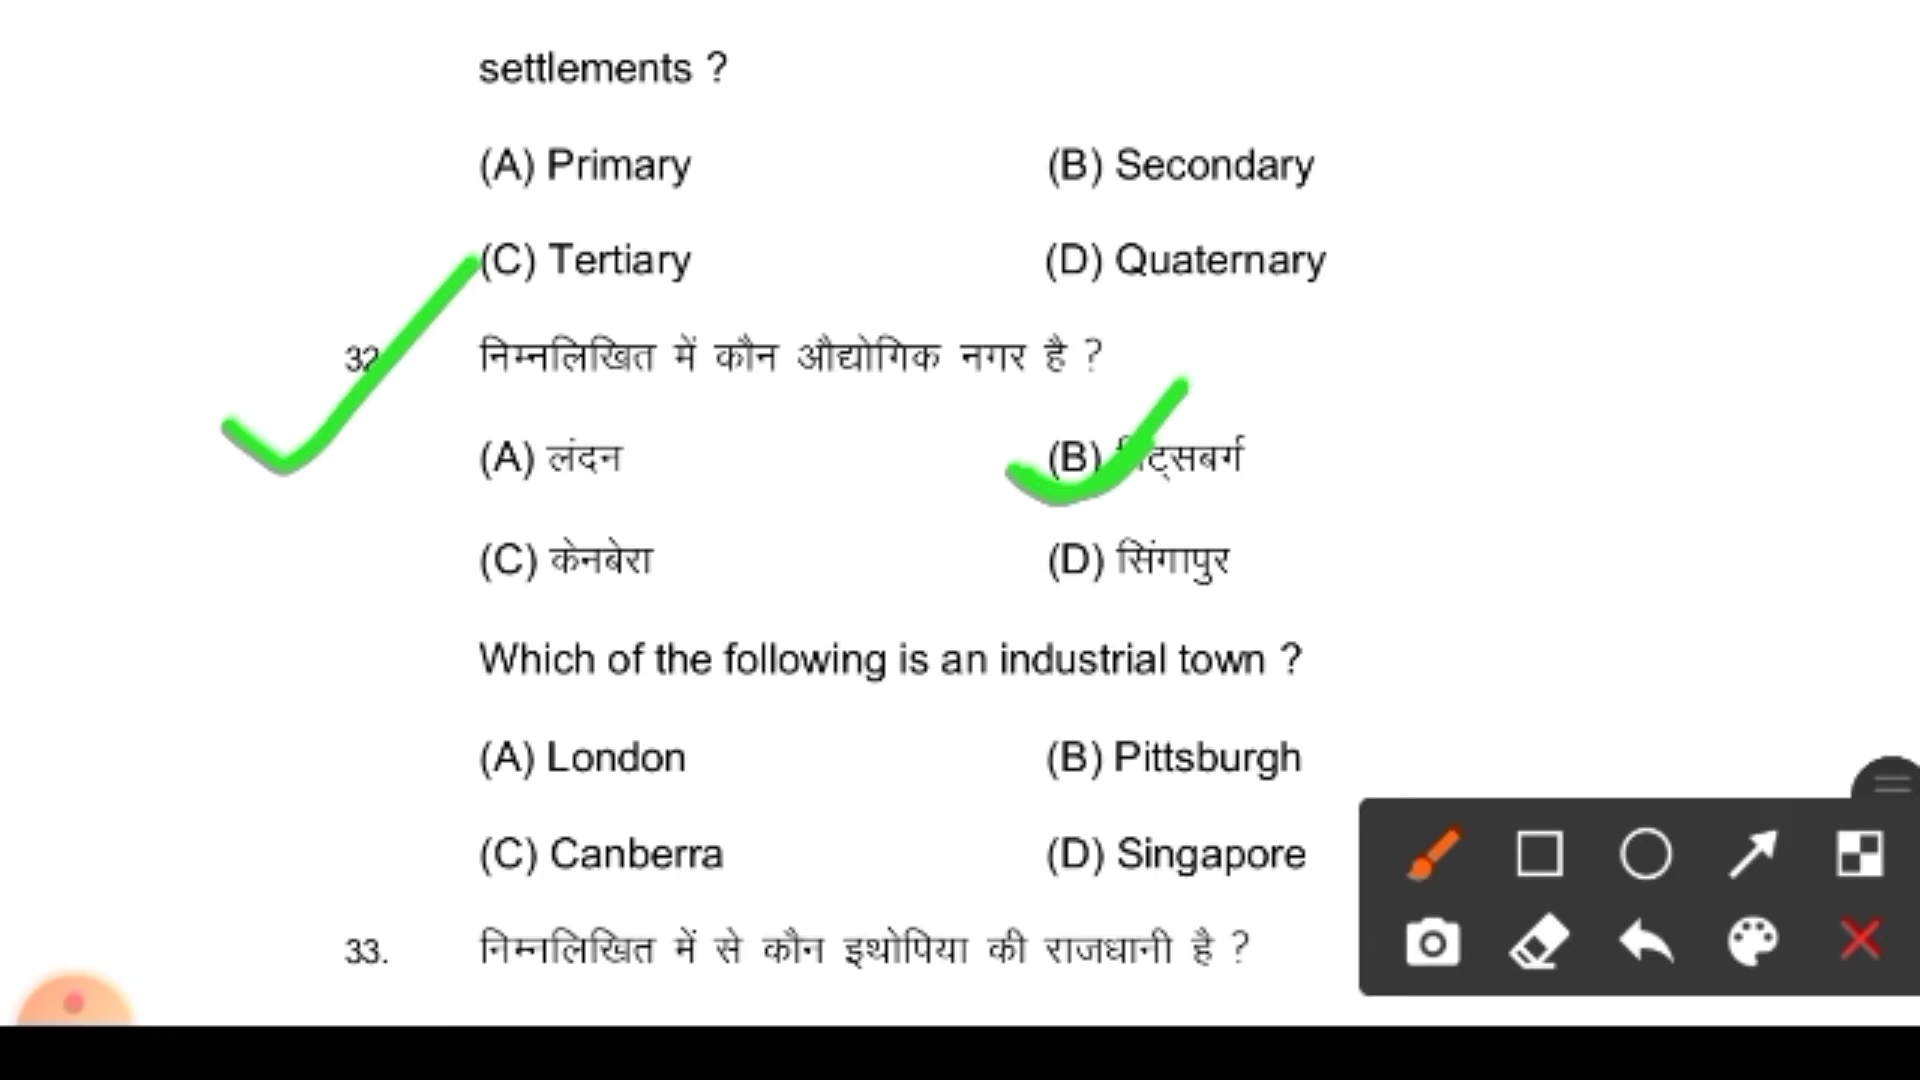 settlements ?
(A) Primary (B) Secondary
(C) Tertiary (D) Quaternary
32 निम्नलिखित में कौन औद्योगिक नगर है ?
(A) लंदन (B)
(C) केनबेरा (D) सिंगापुर
Which of the following is an industrial town ?
(A) London (B) Pittsburgh
(C) Canberra (D) Singapore
33. निम्नलिखित में से कौन इथोपिया की राजधानी है ?